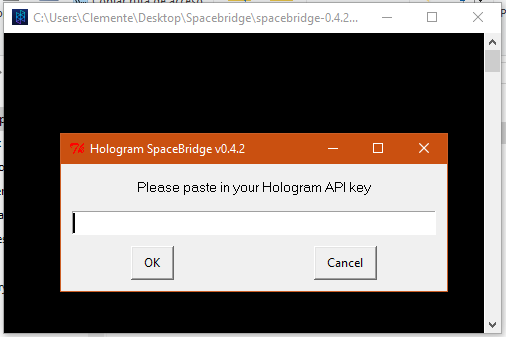 C:\Users\Clemente\Desktop\Spacebridge\spacebridge-0.4.2...
Hologram SpaceBridge v0.4.2
Please paste in your Hologram API key
OK
Cancel